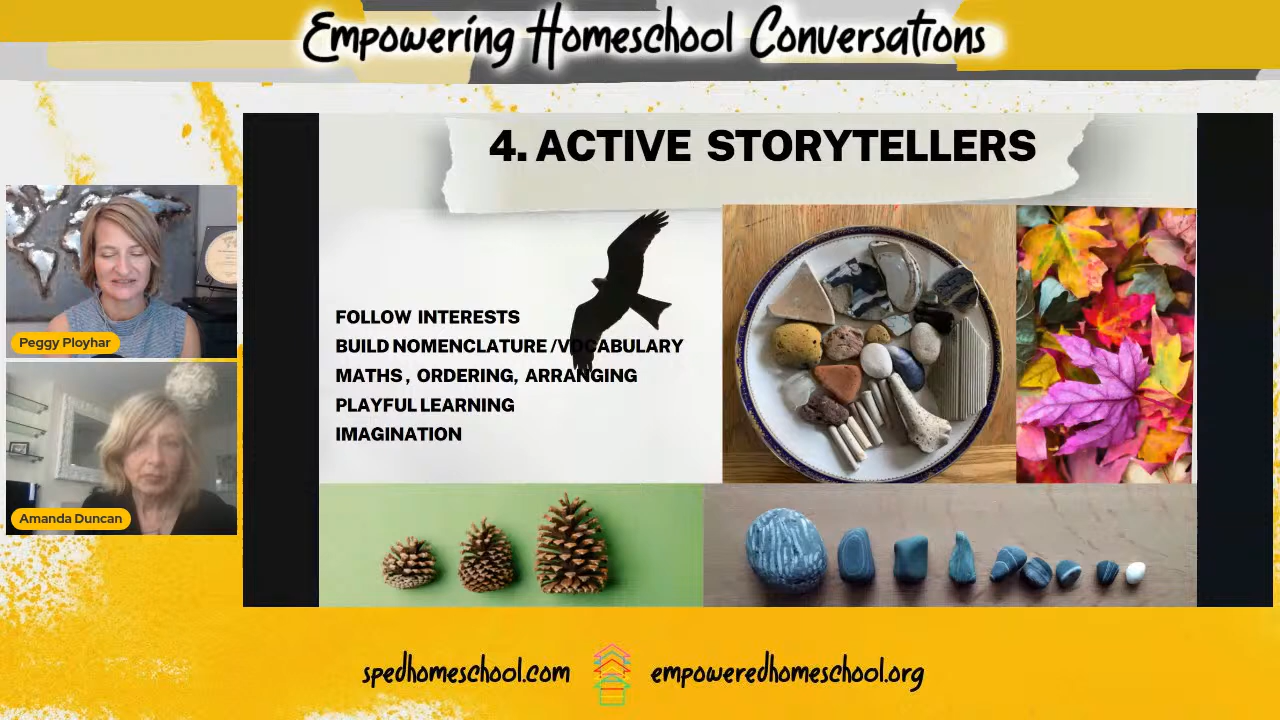 Empowering Homeschool Conversations
4. ACTIVE STORYTELLERS
FOLLOW INTERESTS
BUILD NOMENCLATURE /VOCABULARY
MATHS, ORDERING, ARRANGING
PLAYFUL LEARNING
IMAGINATION
Peggy Ployhar
Amanda Duncan
spedhomeschool.com
empoweredhomeschool.org